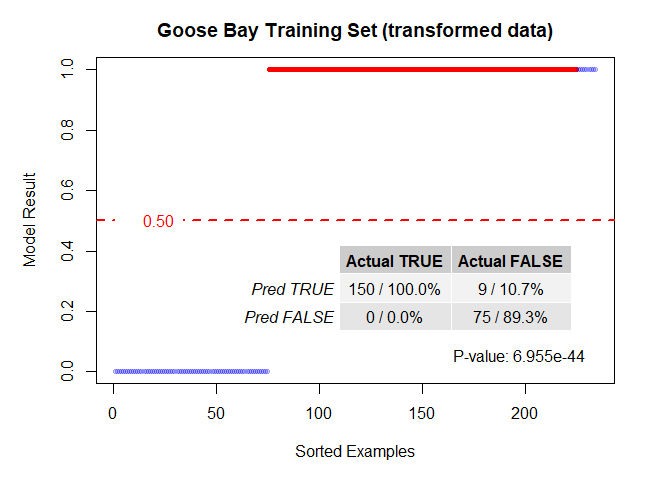 Goose Bay Training Set (transformed data)
Model Result
1.0
0.8
0.6
0.4
0.2
0.0
0.50
Actual TRUE Actual FALSE
Pred TRUE 150 / 100.0% 9 / 10.7%
Pred FALSE 0 / 0.0% 75 / 89.3%
P-value: 6.955e-44
0 50 100 150 200
Sorted Examples